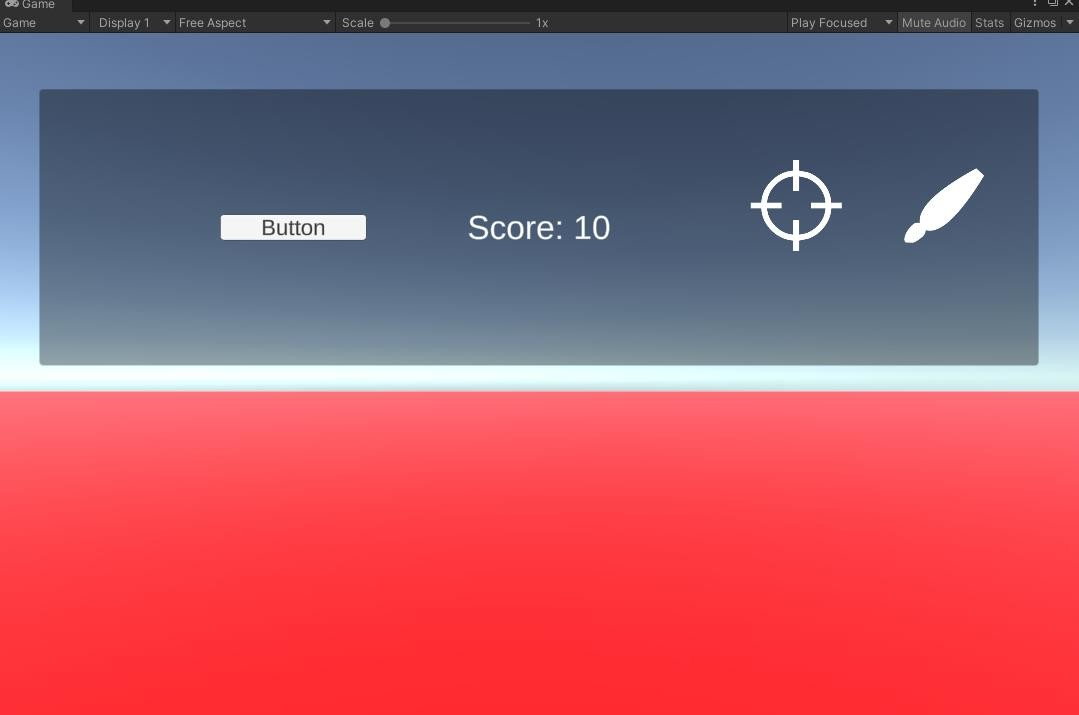 Game
Game Display 1 Free Aspect Scale 1x Play Focused Mute Audio Stats Gizmos
Button Score: 10